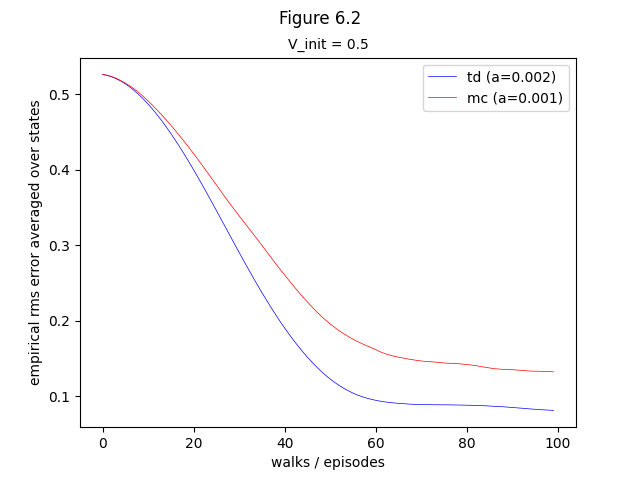 Figure 6.2
V_init = 0.5
td (a=0.002)
mc (a=0.001)
empirical rms error averaged over states
0.5
0.4
0.3
0.2
0.1
0 20 40 60 80 100
walks / episodes